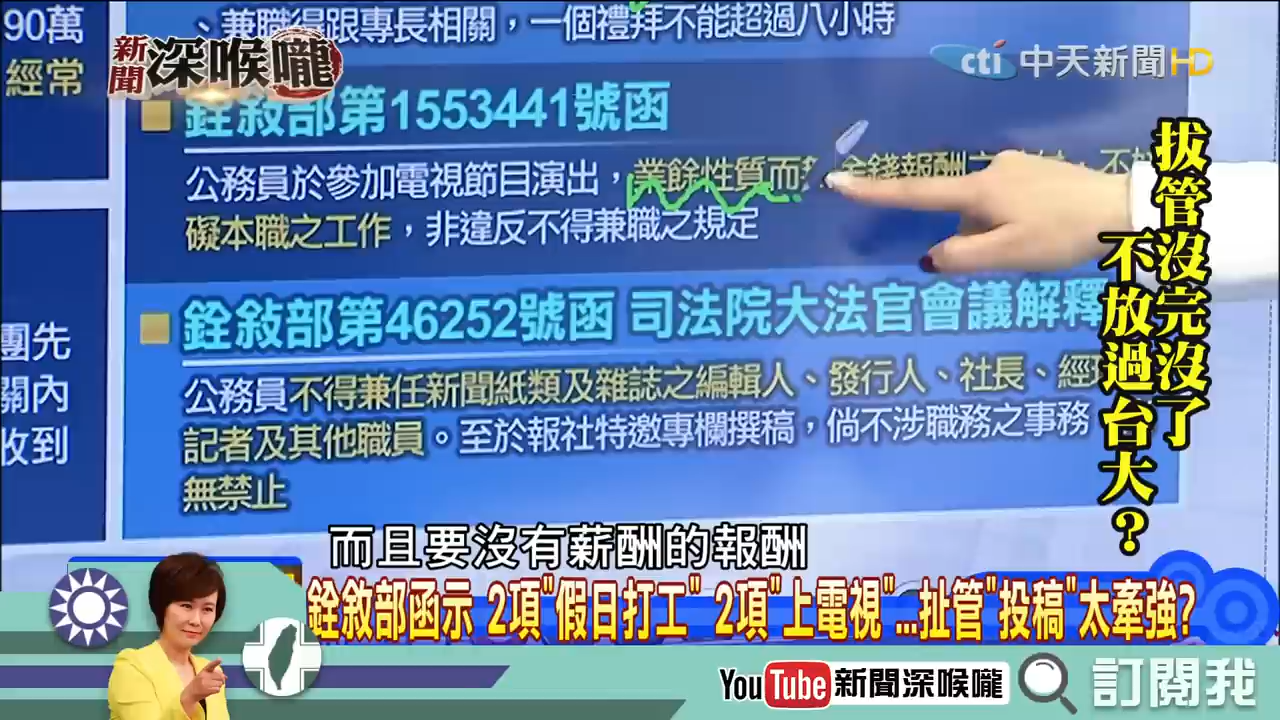 90萬
經常
、兼職得跟專長相關,一個禮拜不能超過八小時
新聞深喉嚨
cti 中天新聞HD
銓敘部第1553441號函
公務員於參加電視節目演出,業餘性質而 金錢報酬之 不
礙本職之工作,非違反不得兼職之規定
拔管沒完沒了
不放過台大?
團先
關內
收到
銓敘部第46252號函 司法院大法官會議解釋
公務員不得兼任新聞紙類及雜誌之編輯人、發行人、社長、經
記者及其他職員。至於報社特邀專欄撰稿,倘不涉職務之事務
無禁止
而且要沒有薪酬的報酬
銓敘部函示 2項"假日打工" 2項"上電視"...扯管"投稿"太牽強?
YouTube 新聞深喉嚨
訂閱我